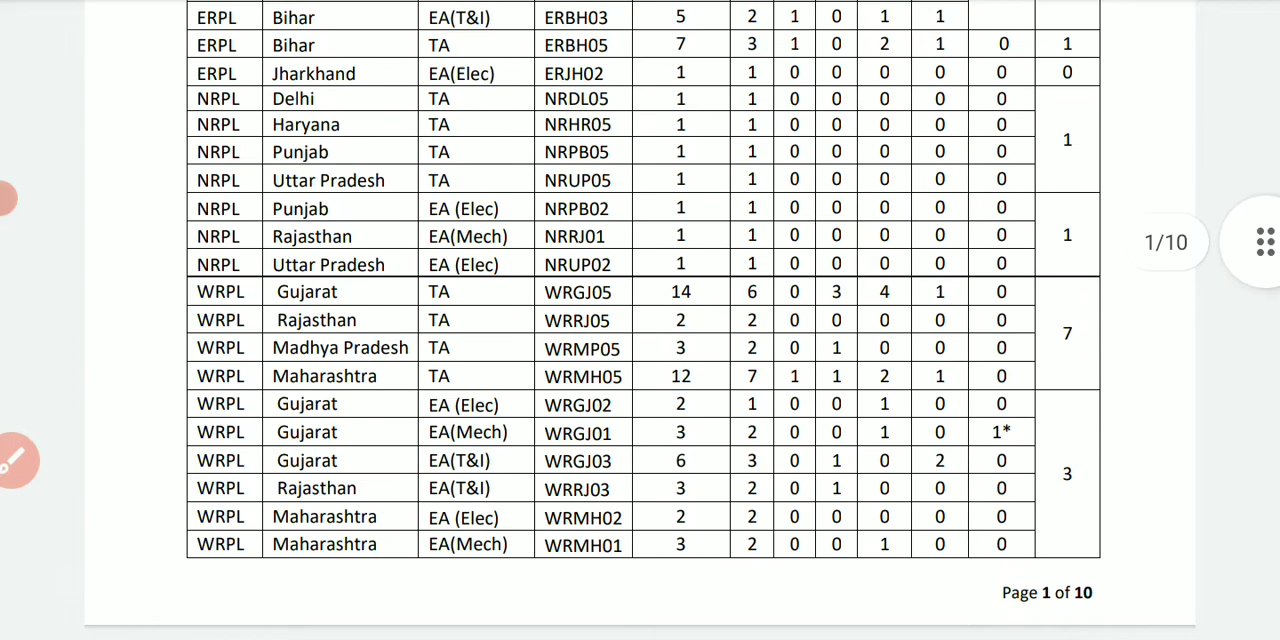 ERPL Bihar EA(T&I) ERBH03 5 2 1 0 1 1
ERPL Bihar TA ERBH05 7 3 1 0 2 1 0 1
ERPL Jharkhand EA(Elec) ERJH02 1 1 0 0 0 0 0 0
NRPL Delhi TA NRDL05 1 1 0 0 0 0 0
NRPL Haryana TA NRHR05 1 1 0 0 0 0 0
1
NRPL Punjab TA NRPB05 1 1 0 0 0 0 0
NRPL Uttar Pradesh TA NRUP05 1 1 0 0 0 0 0
NRPL Punjab EA (Elec) NRPB02 1 1 0 0 0 0 0
NRPL Rajasthan EA(Mech) NRRJ01 1 1 0 0 0 0 0 1
1/10
NRPL Uttar Pradesh EA (Elec) NRUP02 1 1 0 0 0 0 0
WRPL Gujarat TA WRGJ05 14 6 0 3 4 1 0
WRPL Rajasthan TA WRRJ05 2 2 0 0 0 0 0
7
WRPL Madhya Pradesh TA WRMP05 3 2 0 1 0 0 0
WRPL Maharashtra TA WRMH05 12 7 1 1 2 1 0
WRPL Gujarat EA (Elec) WRGJ02 2 1 0 0 1 0 0
WRPL Gujarat EA(Mech) WRGJ01 3 2 0 0 1 0 1*
WRPL Gujarat EA(T&I) WRGJ03 6 3 0 1 0 2 0
3
WRPL Rajasthan EA(T&I) WRRJ03 3 2 0 1 0 0 0
WRPL Maharashtra EA (Elec) WRMH02 2 2 0 0 0 0 0
WRPL Maharashtra EA(Mech) WRMH01 3 2 0 0 1 0 0
Page 1 of 10